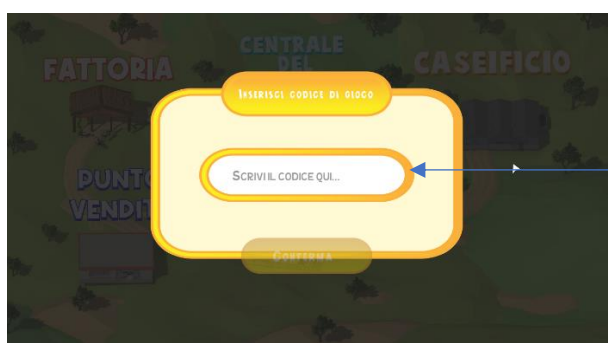 FATTORIA
CENTRALE
DEL
CASEIFICIO
INSERISCI CODICE DI GIOCO
SCRIVI IL CODICE QUI...
PUNTO
VENDIT
CONFERMA